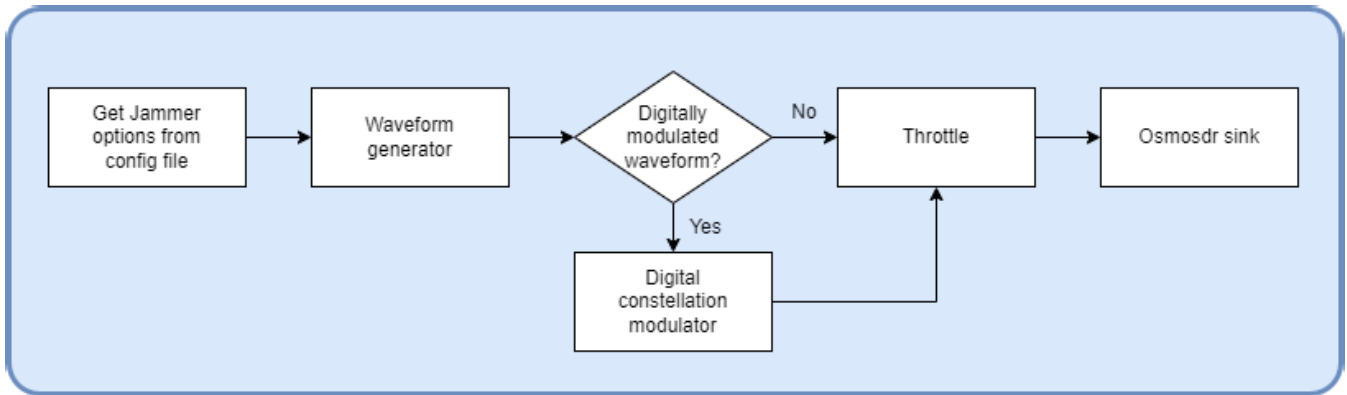 Get Jammer
options from
config file
Waveform
generator
Digitally
modulated
waveform?
No
Throttle
Osmosdr sink
Yes
Digital
constellation
modulator